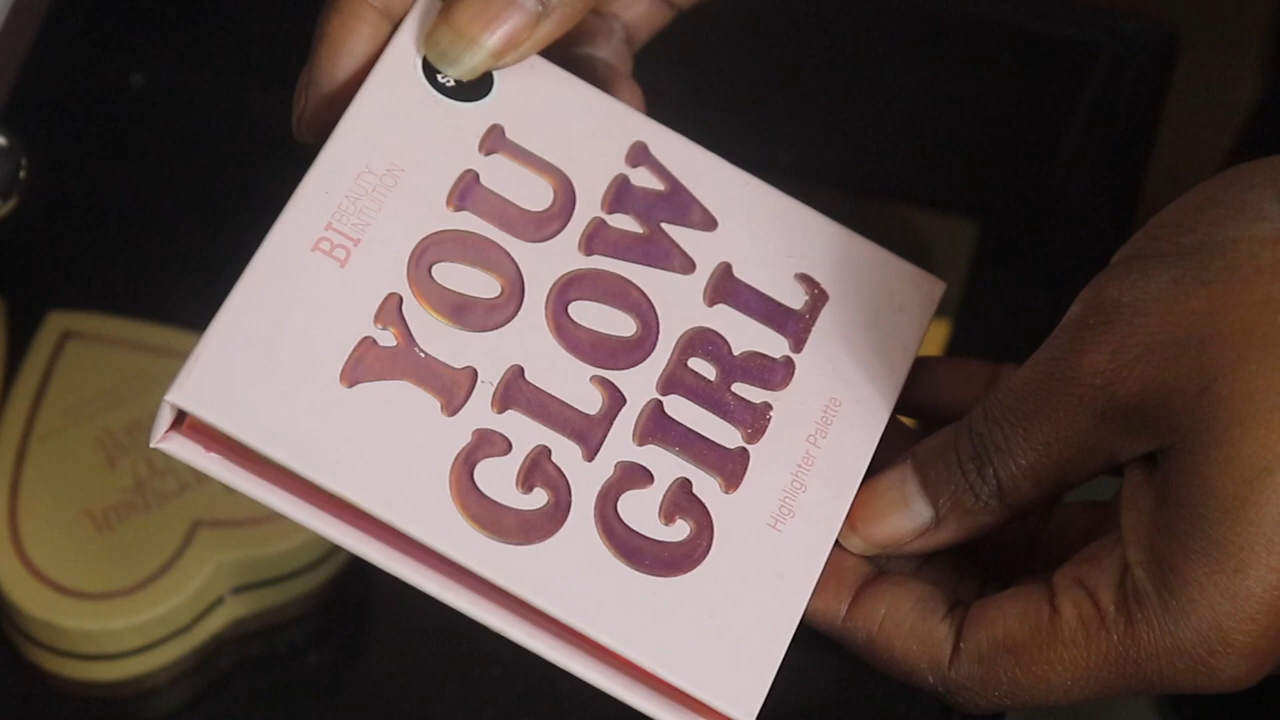 BI BEAUTY
INTUITION
YOU
GLOW
GIRL
Highlighter Palette